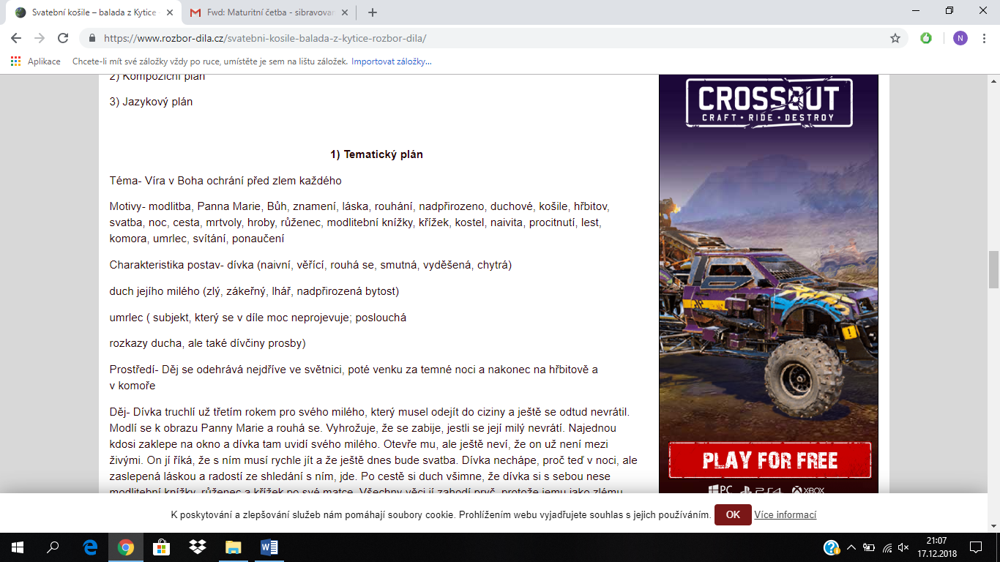 Svatební košile – balada z Kytice
Fwd: Maturitní četba - sibravovan
https://www.rozbor-dila.cz/svatebni-kosile-balada-z-kytice-rozbor-dila/
N
Aplikace
Chcete-li mít své záložky vždy po ruce, umístěte je sem na lištu záložek.
Importovat záložky...
2) Kompoziční plán
3) Jazykový plán
1) Tematický plán
Téma- Víra v Boha ochrání před zlem každého
Motivy- modlitba, Panna Marie, Bůh, znamení, láska, rouhání, nadpřirozeno, duchové, košile, hřbitov,
svatba, noc, cesta, mrtvoly, hroby, růženec, modlitební knížky, křížek, kostel, naivita, procitnutí, lest,
komora, umrlec, svítání, ponaučení
Charakteristika postav- dívka (naivní, věřící, rouhá se, smutná, vyděšená, chytrá)
duch jejího milého (zlý, zákeřný, lhář, nadpřirozená bytost)
umrlec ( subjekt, který se v díle moc neprojevuje; poslouchá
rozkazy ducha, ale také dívčiny prosby)
Prostředí- Děj se odehrává nejdříve ve světnici, poté venku za temné noci a nakonec na hřbitově a
v komoře
Děj- Dívka truchlí už třetím rokem pro svého milého, který musel odejít do ciziny a ještě se odtud nevrátil.
Modlí se k obrazu Panny Marie a rouhá se. Vyhrožuje, že se zabije, jestli se její milý nevrátí. Najednou
kdosi zaklepe na okno a dívka tam uvidí svého milého. Otevře mu, ale ještě neví, že on už není mezi
živými. On jí říká, že s ním musí rychle jít a že ještě dnes bude svatba. Dívka nechápe, proč teď v noci, ale
zaslepená láskou a radostí ze shledání s ním, jde. Po cestě si duch všimne, že dívka si s sebou nese
modlitební knížky, růženec a křížek po své matce. Všechny věci jí zahodí pryč, protože jemu jako zlému
CROSSOUT
CRAFT • RIDE • DESTROY
PLAY FOR FREE
PC PS4 XBOX
K poskytování a zlepšování služeb nám pomáhají soubory cookie. Prohlížením webu vyjadřujete souhlas s jejich používáním.
OK
Více informací
21:07
17.12.2018